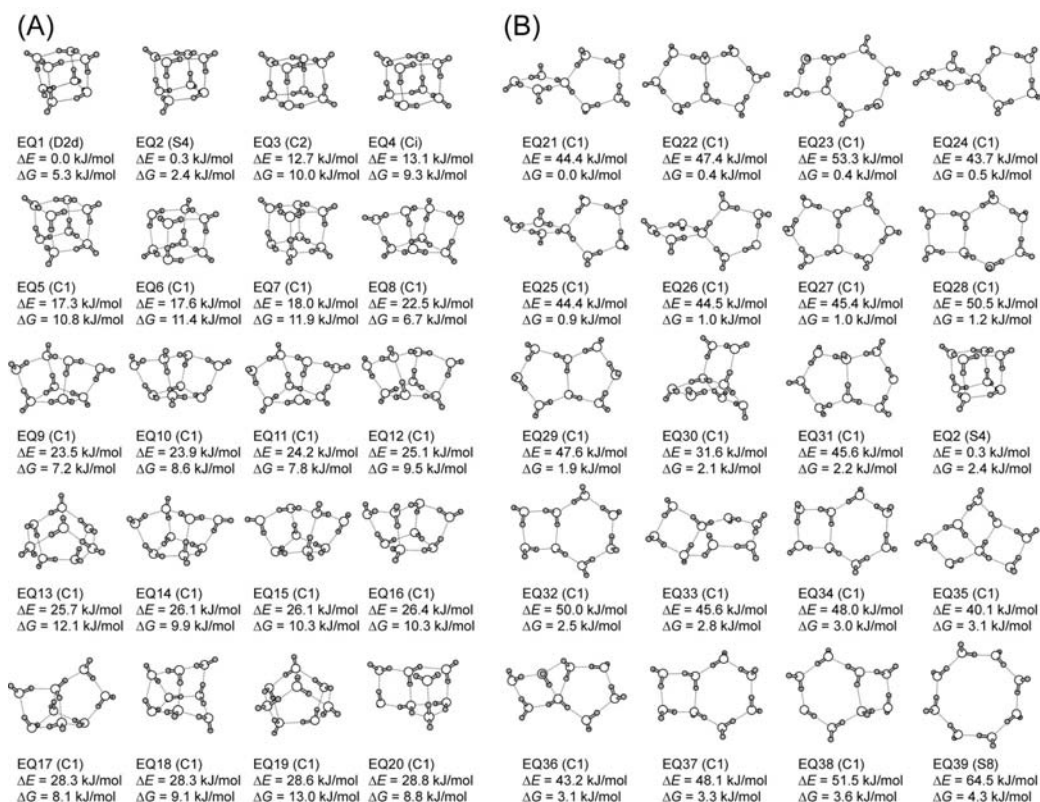 (A)
(B)
EQ1 (D2d) EQ2 (S4) EQ3 (C2) EQ4 (Ci) EQ21 (C1) EQ22 (C1) EQ23 (C1) EQ24 (C1)
ΔE = 0.0 kJ/mol ΔE = 0.3 kJ/mol ΔE = 12.7 kJ/mol ΔE = 13.1 kJ/mol ΔE = 44.4 kJ/mol ΔE = 47.4 kJ/mol ΔE = 53.3 kJ/mol ΔE = 43.7 kJ/mol
ΔG = 5.3 kJ/mol ΔG = 2.4 kJ/mol ΔG = 10.0 kJ/mol ΔG = 9.3 kJ/mol ΔG = 0.0 kJ/mol ΔG = 0.4 kJ/mol ΔG = 0.4 kJ/mol ΔG = 0.5 kJ/mol
EQ5 (C1) EQ6 (C1) EQ7 (C1) EQ8 (C1) EQ25 (C1) EQ26 (C1) EQ27 (C1) EQ28 (C1)
ΔE = 17.3 kJ/mol ΔE = 17.6 kJ/mol ΔE = 18.0 kJ/mol ΔE = 22.5 kJ/mol ΔE = 44.4 kJ/mol ΔE = 44.5 kJ/mol ΔE = 45.4 kJ/mol ΔE = 50.5 kJ/mol
ΔG = 10.8 kJ/mol ΔG = 11.4 kJ/mol ΔG = 11.9 kJ/mol ΔG = 6.7 kJ/mol ΔG = 0.9 kJ/mol ΔG = 1.0 kJ/mol ΔG = 1.0 kJ/mol ΔG = 1.2 kJ/mol
EQ9 (C1) EQ10 (C1) EQ11 (C1) EQ12 (C1) EQ29 (C1) EQ30 (C1) EQ31 (C1) EQ2 (S4)
ΔE = 23.5 kJ/mol ΔE = 23.9 kJ/mol ΔE = 24.2 kJ/mol ΔE = 25.1 kJ/mol ΔE = 47.6 kJ/mol ΔE = 31.6 kJ/mol ΔE = 45.6 kJ/mol ΔE = 0.3 kJ/mol
ΔG = 7.2 kJ/mol ΔG = 8.6 kJ/mol ΔG = 7.8 kJ/mol ΔG = 9.5 kJ/mol ΔG = 1.9 kJ/mol ΔG = 2.1 kJ/mol ΔG = 2.2 kJ/mol ΔG = 2.4 kJ/mol
EQ13 (C1) EQ14 (C1) EQ15 (C1) EQ16 (C1) EQ32 (C1) EQ33 (C1) EQ34 (C1) EQ35 (C1)
ΔE = 25.7 kJ/mol ΔE = 26.1 kJ/mol ΔE = 26.1 kJ/mol ΔE = 26.4 kJ/mol ΔE = 50.0 kJ/mol ΔE = 45.6 kJ/mol ΔE = 48.0 kJ/mol ΔE = 40.1 kJ/mol
ΔG = 12.1 kJ/mol ΔG = 9.9 kJ/mol ΔG = 10.3 kJ/mol ΔG = 10.3 kJ/mol ΔG = 2.5 kJ/mol ΔG = 2.8 kJ/mol ΔG = 3.0 kJ/mol ΔG = 3.1 kJ/mol
EQ17 (C1) EQ18 (C1) EQ19 (C1) EQ20 (C1) EQ36 (C1) EQ37 (C1) EQ38 (C1) EQ39 (S8)
ΔE = 28.3 kJ/mol ΔE = 28.3 kJ/mol ΔE = 28.6 kJ/mol ΔE = 28.8 kJ/mol ΔE = 43.2 kJ/mol ΔE = 48.1 kJ/mol ΔE = 51.5 kJ/mol ΔE = 64.5 kJ/mol
ΔG = 8.1 kJ/mol ΔG = 9.1 kJ/mol ΔG = 13.0 kJ/mol ΔG = 8.8 kJ/mol ΔG = 3.1 kJ/mol ΔG = 3.3 kJ/mol ΔG = 3.6 kJ/mol ΔG = 4.3 kJ/mol